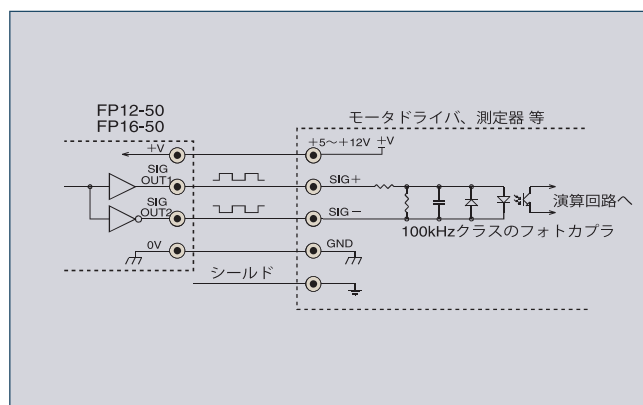 FP12-50
FP16-50
モータドライバ、測定器 等
+V
+5〜+12V
+V
SIG
OUT1
SIG+
SIG
OUT2
SIG−
演算回路へ
100kHzクラスのフォトカプラ
0V
GND
シールド